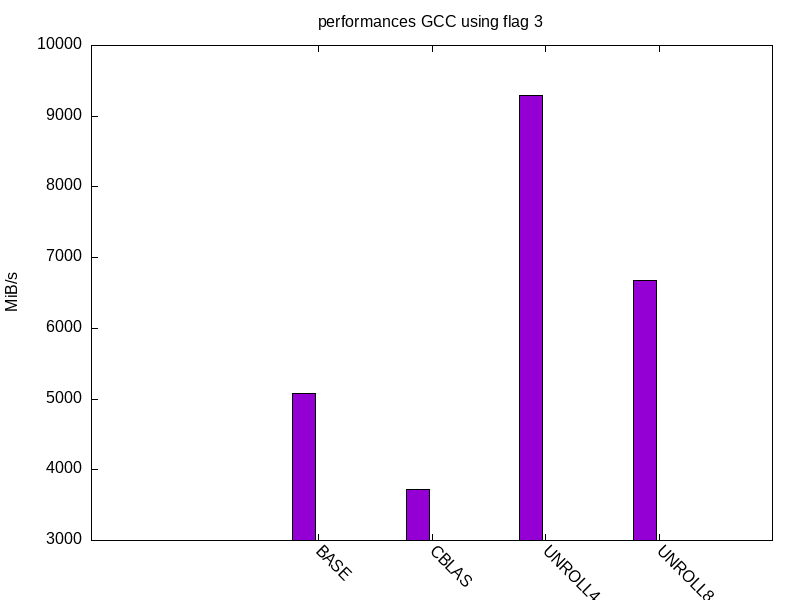 performances GCC using flag 3
10000
9000
8000
7000
6000
5000
4000
3000
MiB/s
BASE
CBLAS
UNROLL4
UNROLL8